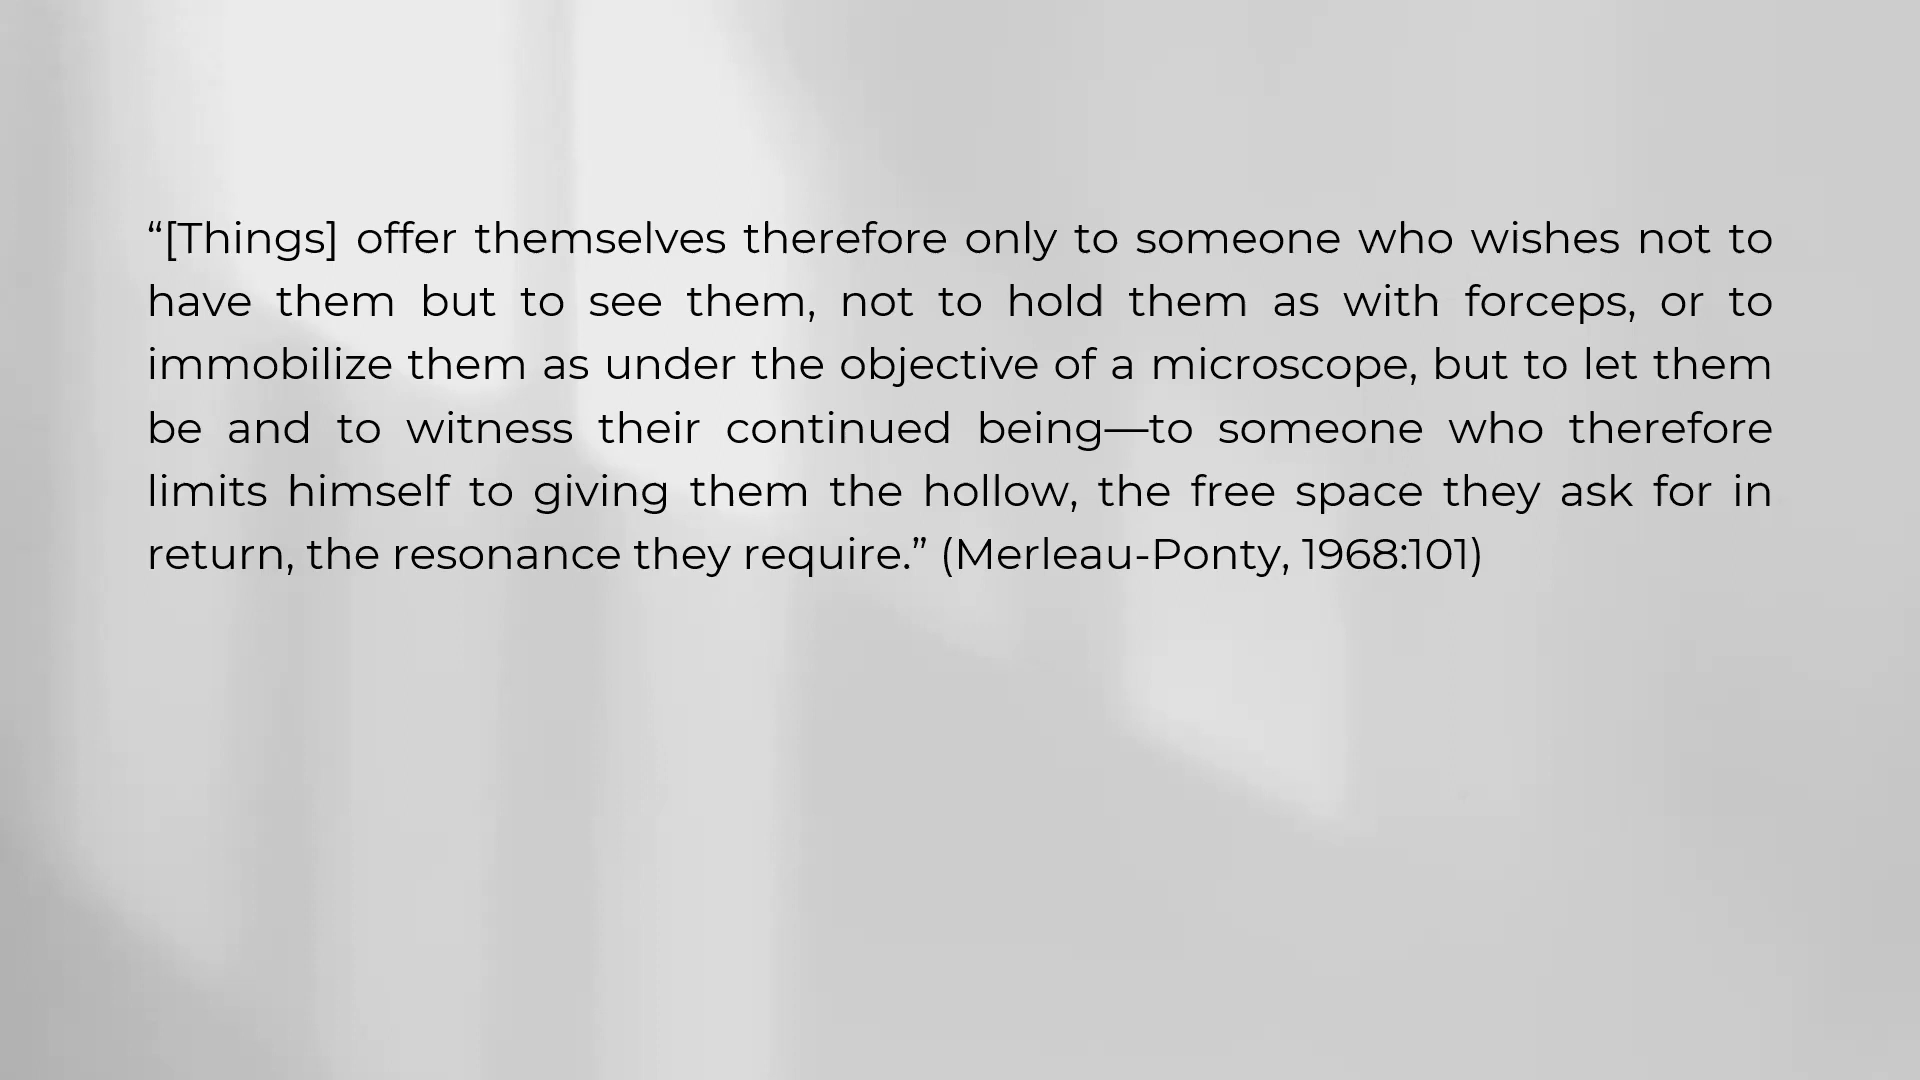 “[Things] offer themselves therefore only to someone who wishes not to
have them but to see them, not to hold them as with forceps, or to
immobilize them as under the objective of a microscope, but to let them
be and to witness their continued being—to someone who therefore
limits himself to giving them the hollow, the free space they ask for in
return, the resonance they require.” (Merleau-Ponty, 1968:101)